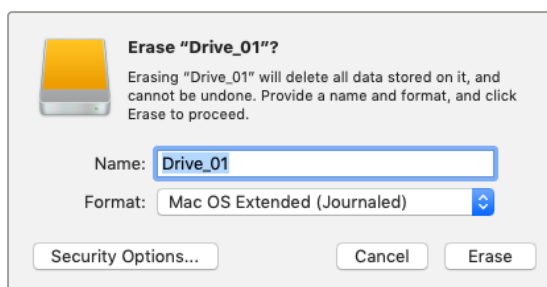 Erase “Drive_01”?
Erasing “Drive_01” will delete all data stored on it, and
cannot be undone. Provide a name and format, and click
Erase to proceed.
Name: Drive_01
Format: Mac OS Extended (Journaled)
Security Options... Cancel Erase